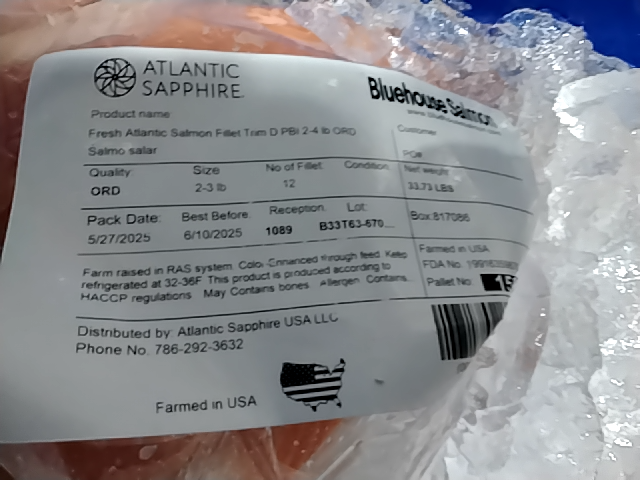 ATLANTIC
SAPPHIRE
Bluehouse Salmon
Product name
Fresh Atlantic Salmon Fillet Trim D PBI 2-4 lb ORD
Salmo salar
Customer
PO#
Quality: Size No of Fillet Condition
ORD 2-3 lb 12
Net weight
33.73 LBS
Pack Date: Best Before: Reception: Lot:
5/27/2025 6/10/2025 1089 B33T63-670...
Box:817086
Farm raised in RAS system. Color Enhanced through feed. Keep
refrigerated at 32-36F This product is produced according to
HACCP regulations May Contains bones Allergen Contains
Farmed in USA
FDA No.
Pallet No:
Distributed by: Atlantic Sapphire USA LLC
Phone No. 786-292-3632
Farmed in USA